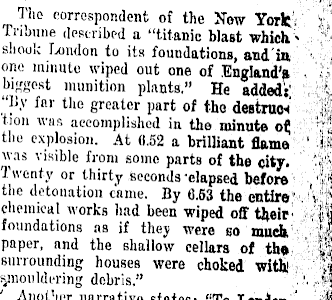 The correspondent of the New York
Tribune described a "titanic blast which
shook London to its foundations, and in
one minute wiped out one of England's
biggest munition plants." He added:
"By far the greater part of the destruc-
tion was accomplished in the minute of
the explosion. At 6.52 a brilliant flame
was visible from some parts of the city.
Twenty or thirty seconds elapsed before
the detonation came. By 6.53 the entire
chemical works had been wiped off their
foundations as if they were so much
paper, and the shallow cellars of the
surrounding houses were choked with
smouldering debris."
Another narrative states: "To London